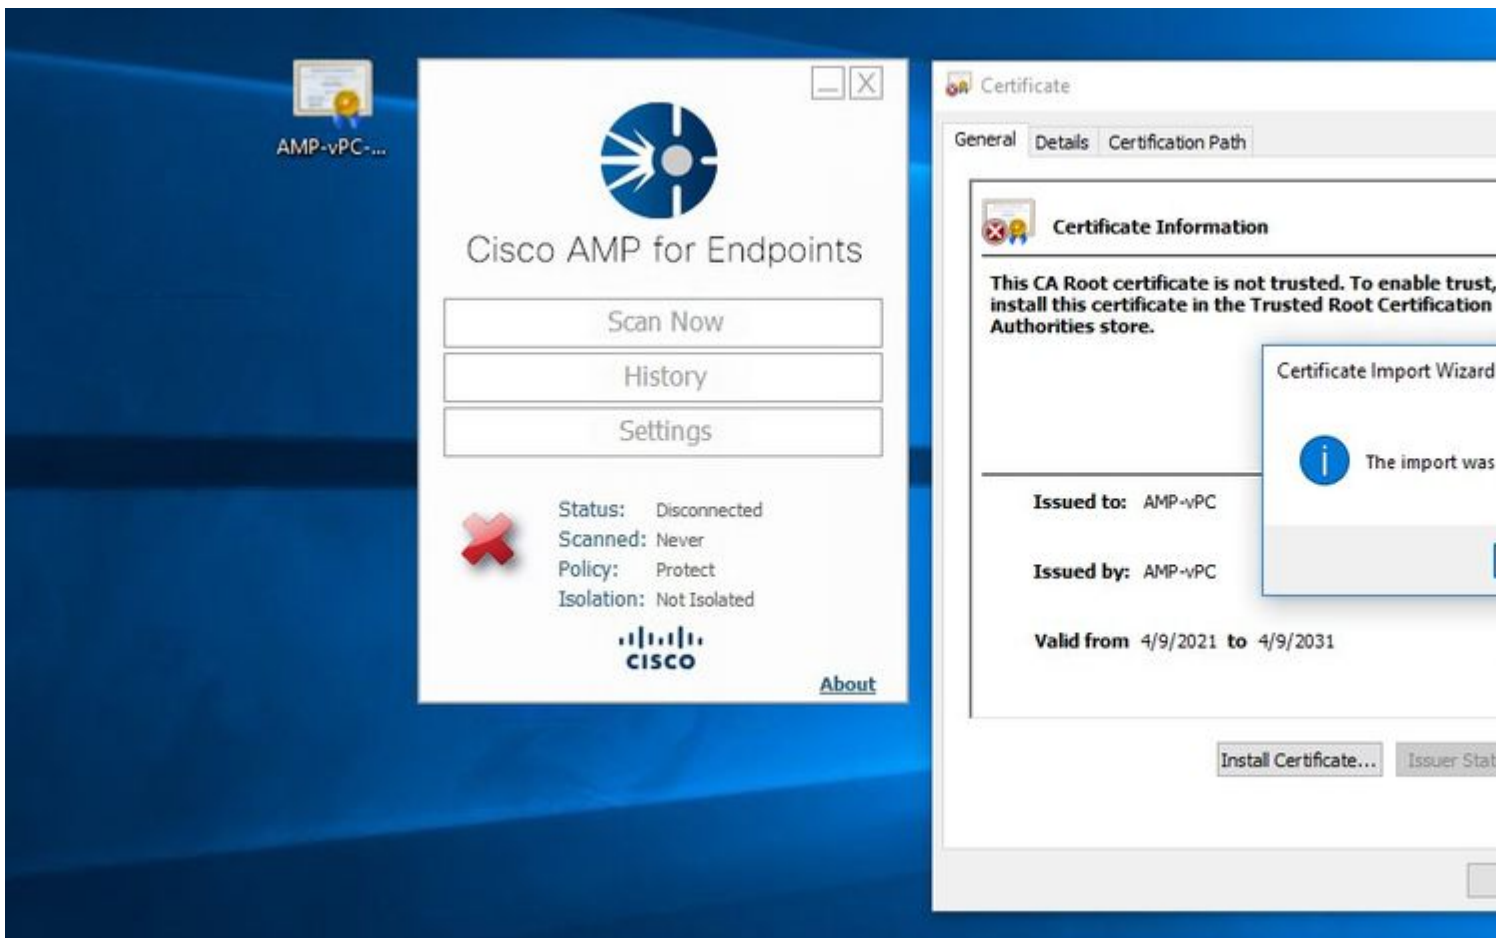 AMP-vPC-...
X
Cisco AMP for Endpoints
Scan Now
History
Settings
Status: Disconnected
Scanned: Never
Policy: Protect
Isolation: Not Isolated
CISCO
About
Certificate
General Details Certification Path
Certificate Information
This CA Root certificate is not trusted. To enable trust,
install this certificate in the Trusted Root Certification
Authorities store.
Certificate Import Wizard
The import was
Issued to: AMP-vPC
Issued by: AMP-vPC
Valid from 4/9/2021 to 4/9/2031
Install Certificate... Issuer Stat